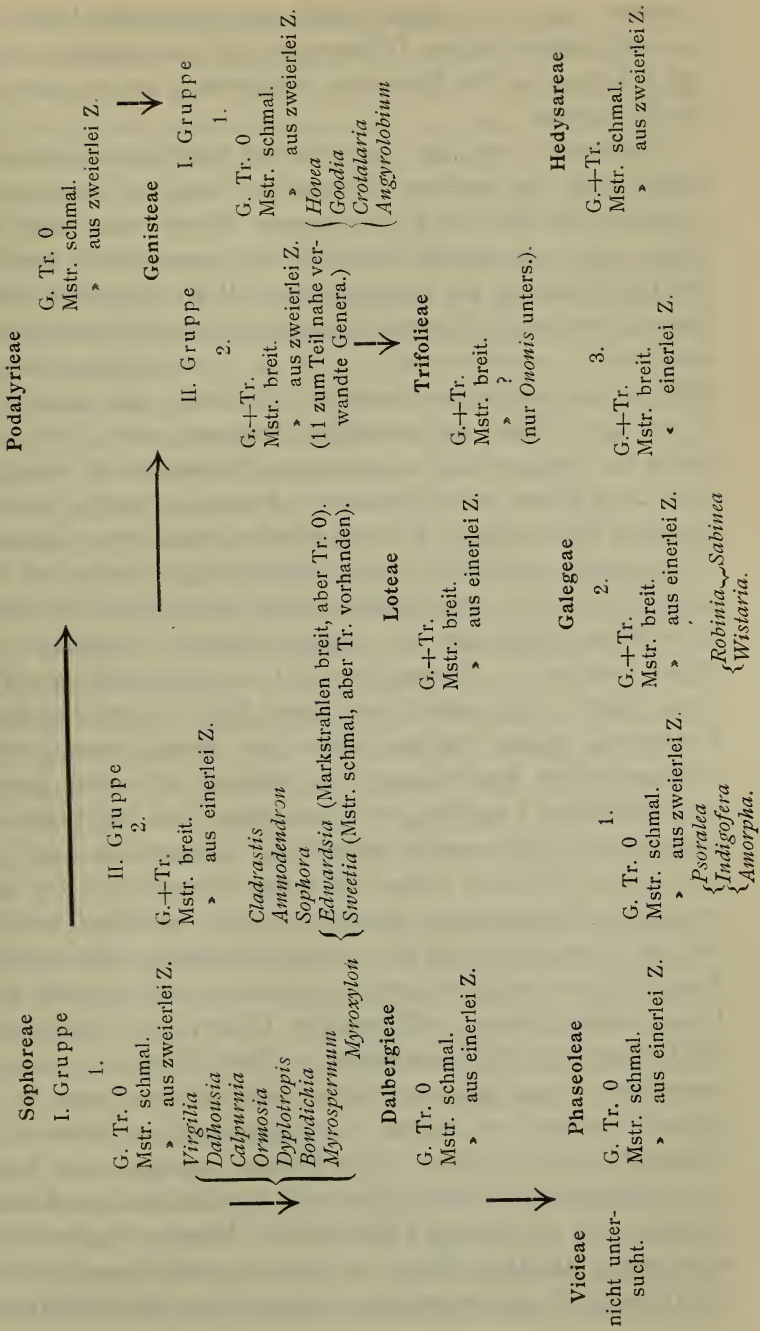 Sophoreae
I. Gruppe
1.
G. Tr. 0
Mstr. schmal.
» aus zweierlei Z.
Virgilia
Dalhoussia
Calpurnia
Ormosia
Dyplotropis
Bowdichia
Myrospermum
Myroxylon
II. Gruppe
2.
G.+Tr.
Mstr. breit.
» aus einerlei Z.
Cladrastis
Ammodendron
Sophora
Edwardsia (Markstrahlen breit, aber Tr. 0).
Sweetia (Mstr. schmal, aber Tr. vorhanden).
Podalyrieae
G. Tr. 0
Mstr. schmal.
» aus zweierlei Z.
Genisteae
II. Gruppe
2.
G.+Tr.
Mstr. breit.
» aus zweierlei Z.
(11 zum Teil nahe ver-
wandte Genera.)
I. Gruppe
1.
G. Tr. 0
Mstr. schmal.
» aus zweierlei Z.
Hovea
Goodia
Crotalaria
Angyrolobium
Dalbergieae
G. Tr. 0
Mstr. schmal.
» aus einerlei Z.
Loteae
G.+Tr.
Mstr. breit.
» aus einerlei Z.
Trifolieae
G.+Tr.
Mstr. breit.
» ?
(nur Ononis unters.).
Vicieae
nicht unter-
sucht.
Phaseoleae
G. Tr. 0
Mstr. schmal.
» aus einerlei Z.
Galegeae
1.
G. Tr. 0
Mstr. schmal.
» aus zweierlei Z.
Psoralea
Indigofera
Amorpha.
2.
G.+Tr.
Mstr. breit.
» aus einerlei Z.
Robinia Sabinea
Wistaria.
3.
G.+Tr.
Mstr. breit.
« einerlei Z.
Hedysareae
G.+Tr.
Mstr. schmal.
» aus zweierlei Z.